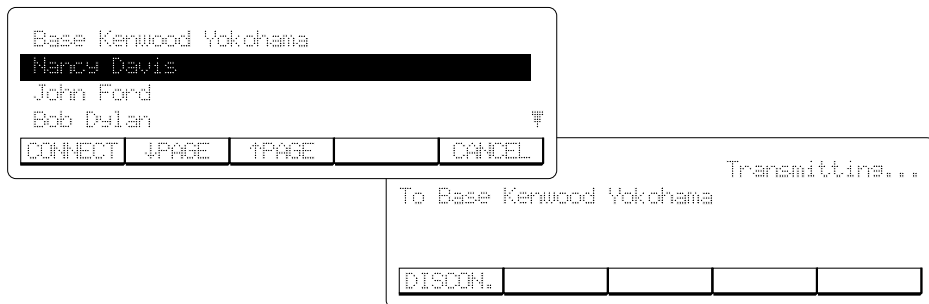 Base Kenwood Yokohama
Nancy Davis
John Ford
Bob Dylan
CONNECT ↓PAGE ↑PAGE CANCEL
Transmitting...
To Base Kenwood Yokohama
DISCON.